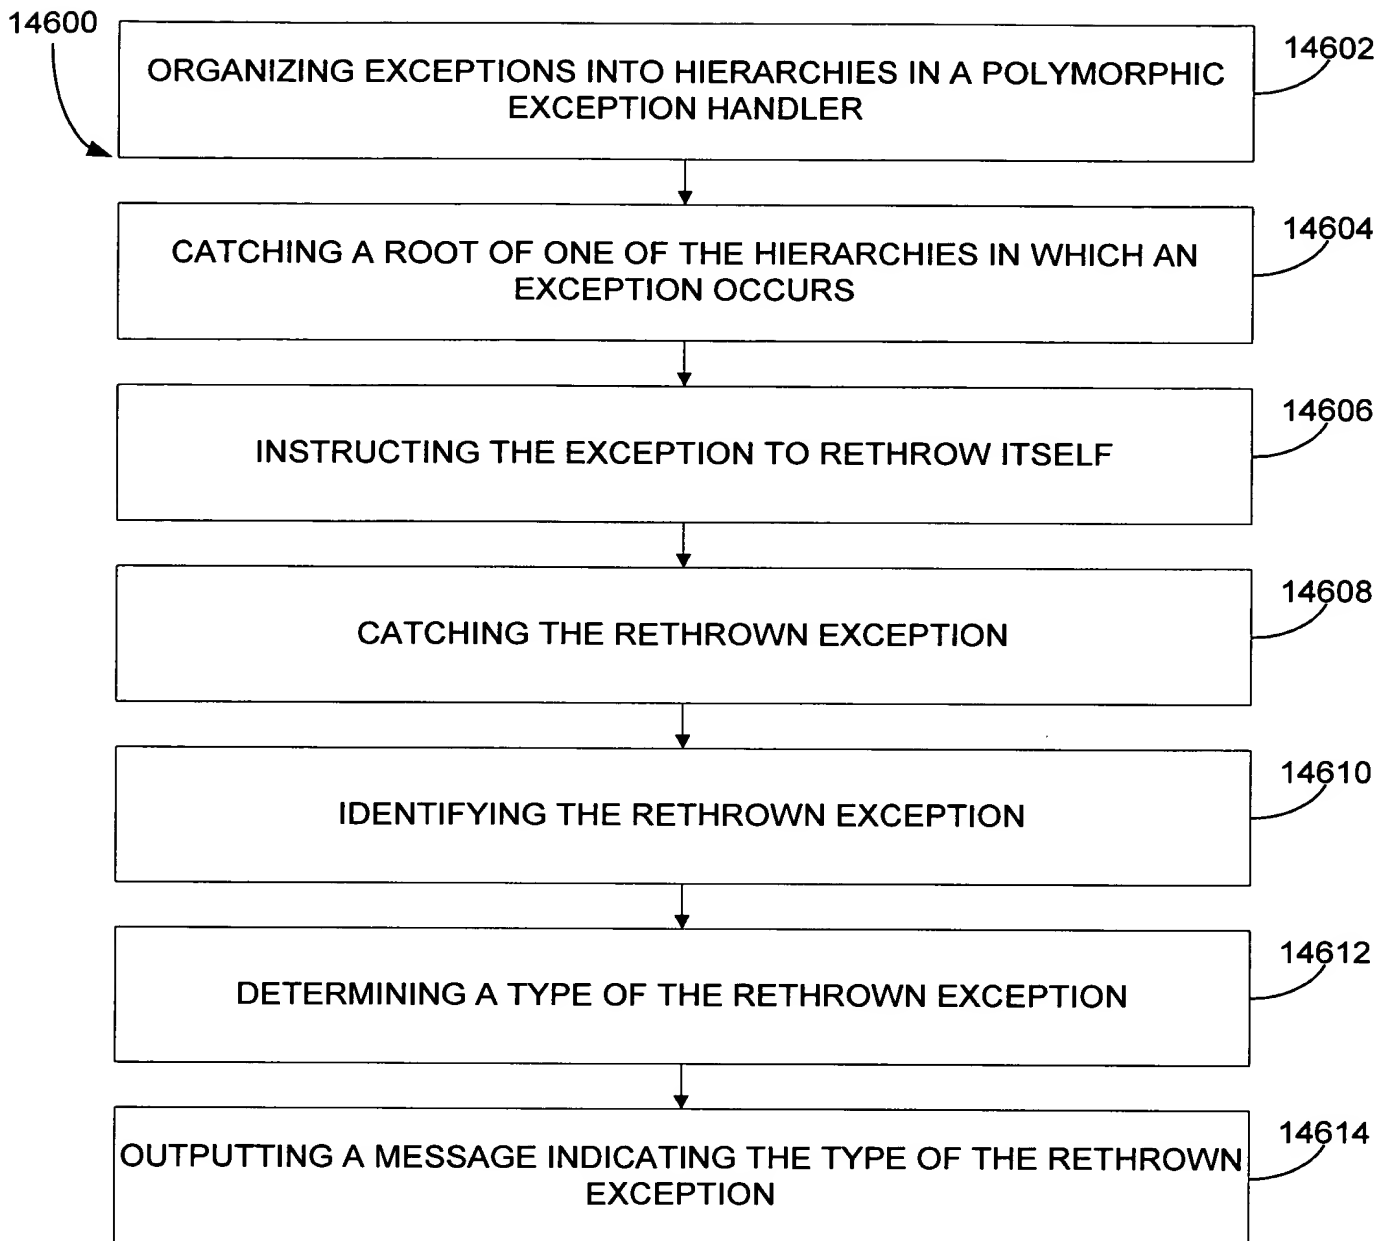 14600
ORGANIZING EXCEPTIONS INTO HIERARCHIES IN A POLYMORPHIC
EXCEPTION HANDLER
14602
CATCHING A ROOT OF ONE OF THE HIERARCHIES IN WHICH AN
EXCEPTION OCCURS
14604
INSTRUCTING THE EXCEPTION TO RETHROW ITSELF
14606
CATCHING THE RETHROWN EXCEPTION
14608
IDENTIFYING THE RETHROWN EXCEPTION
14610
DETERMINING A TYPE OF THE RETHROWN EXCEPTION
14612
OUTPUTTING A MESSAGE INDICATING THE TYPE OF THE RETHROWN
EXCEPTION
14614